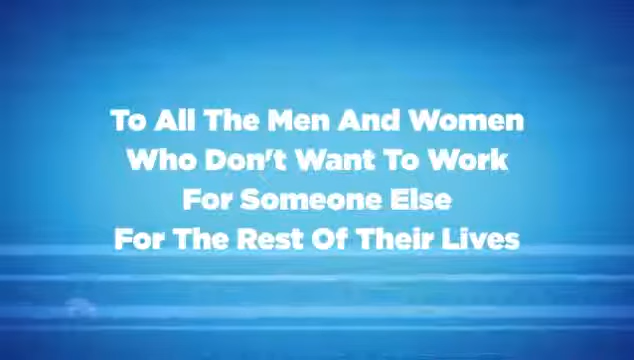 To All The Men And Women
Who Don't Want To Work
For Someone Else
For The Rest Of Their Lives